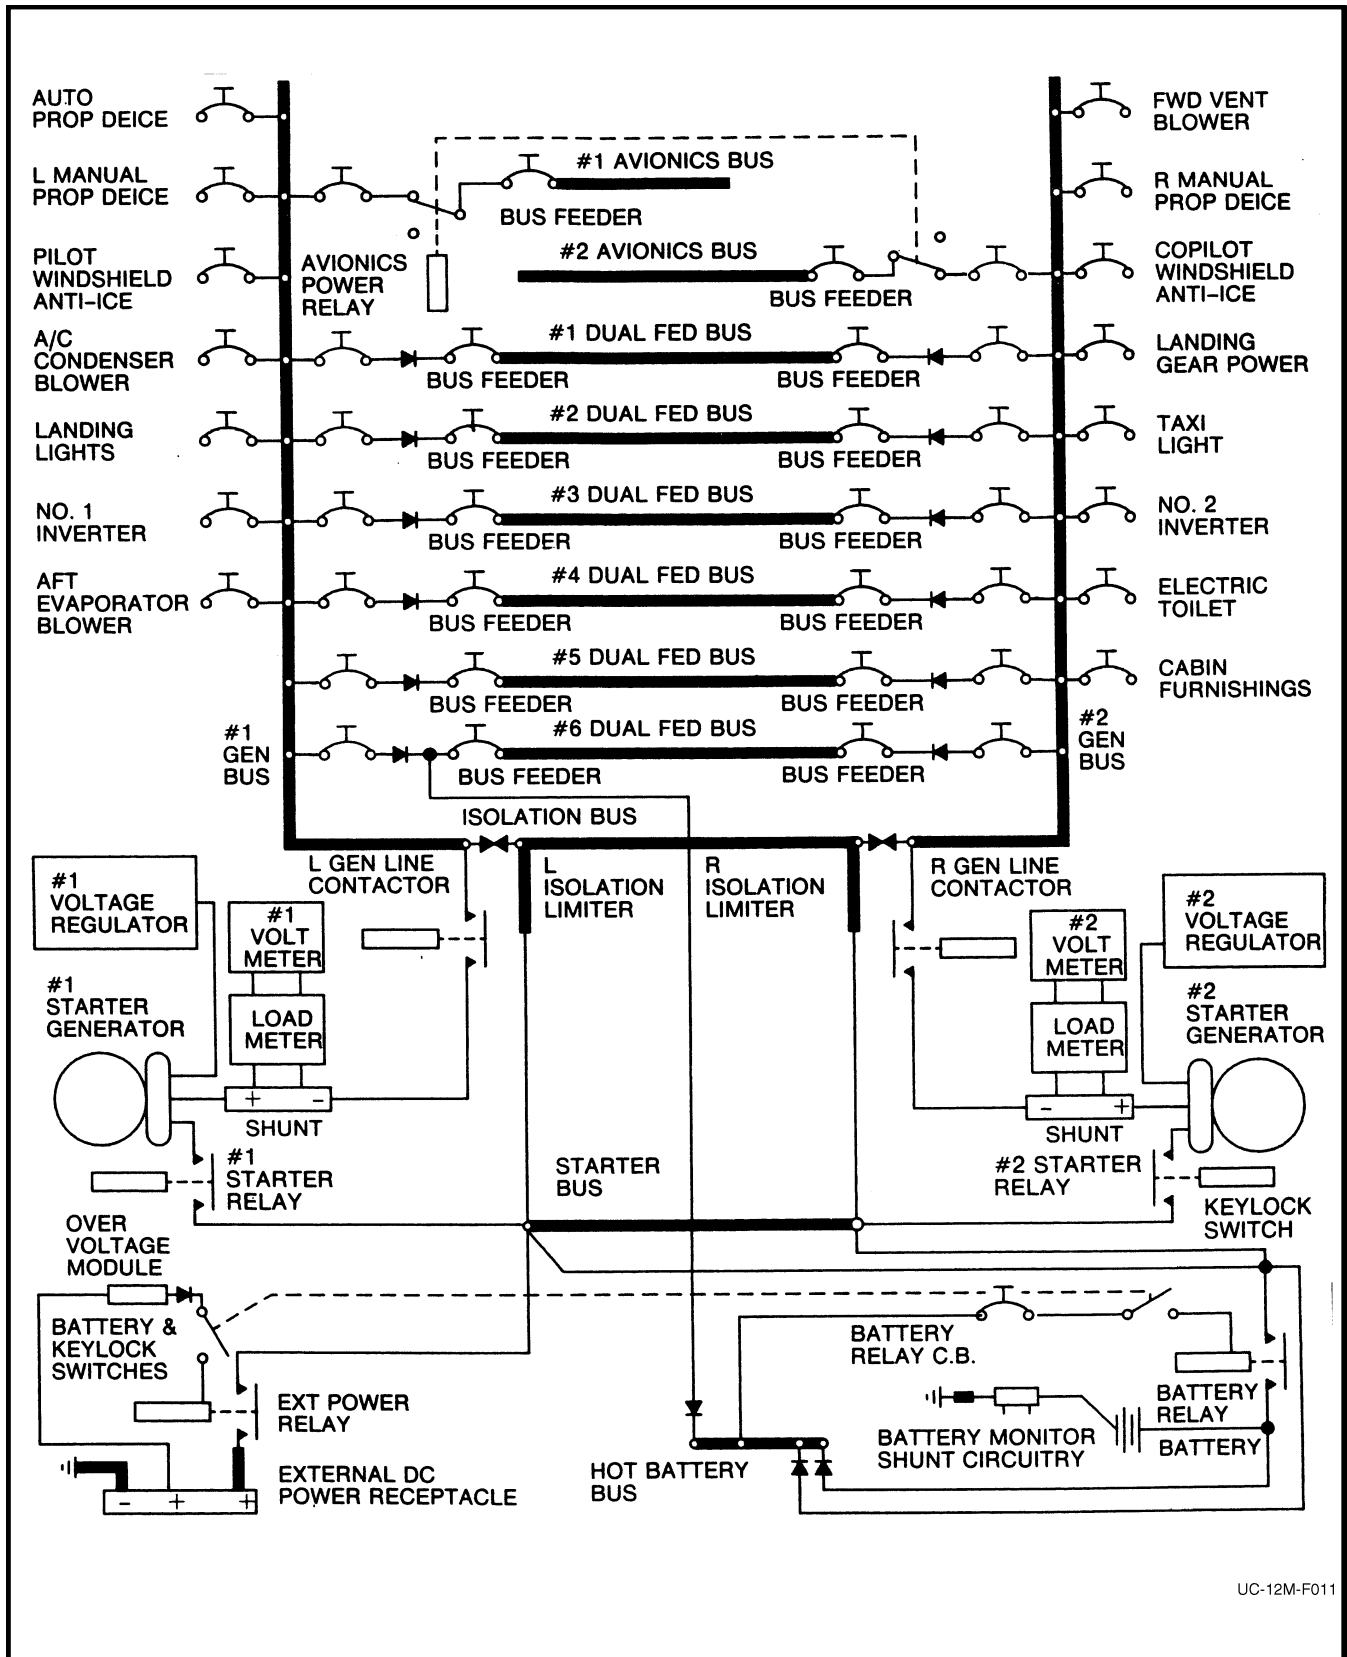 AUTO
PROP DEICE
L MANUAL
PROP DEICE
PILOT
WINDSHIELD
ANTI-ICE
A/C
CONDENSER
BLOWER
LANDING
LIGHTS
NO. 1
INVERTER
AFT
EVAPORATOR
BLOWER
#1
GEN
BUS
#1 AVIONICS BUS
BUS FEEDER
#2 AVIONICS BUS
BUS FEEDER
AVIONICS
POWER
RELAY
#1 DUAL FED BUS
BUS FEEDER
BUS FEEDER
#2 DUAL FED BUS
BUS FEEDER
BUS FEEDER
#3 DUAL FED BUS
BUS FEEDER
BUS FEEDER
#4 DUAL FED BUS
BUS FEEDER
BUS FEEDER
#5 DUAL FED BUS
BUS FEEDER
BUS FEEDER
#6 DUAL FED BUS
BUS FEEDER
BUS FEEDER
FWD VENT
BLOWER
R MANUAL
PROP DEICE
COPILOT
WINDSHIELD
ANTI-ICE
LANDING
GEAR POWER
TAXI
LIGHT
NO. 2
INVERTER
ELECTRIC
TOILET
CABIN
FURNISHINGS
#2
GEN
BUS
ISOLATION BUS
L GEN LINE
CONTACTOR
L
ISOLATION
LIMITER
R
ISOLATION
LIMITER
R GEN LINE
CONTACTOR
#1
VOLTAGE
REGULATOR
#1
VOLT
METER
LOAD
METER
#1
STARTER
GENERATOR
+ -
SHUNT
#1
STARTER
RELAY
#2
VOLT
METER
LOAD
METER
#2
VOLTAGE
REGULATOR
#2
STARTER
GENERATOR
- +
SHUNT
#2 STARTER
RELAY
KEYLOCK
SWITCH
STARTER
BUS
OVER
VOLTAGE
MODULE
BATTERY &
KEYLOCK
SWITCHES
EXT POWER
RELAY
EXTERNAL DC
POWER RECEPTACLE
- + +
BATTERY
RELAY C.B.
BATTERY
RELAY
BATTERY MONITOR
SHUNT CIRCUITRY
BATTERY
HOT BATTERY
BUS
UC-12M-F011